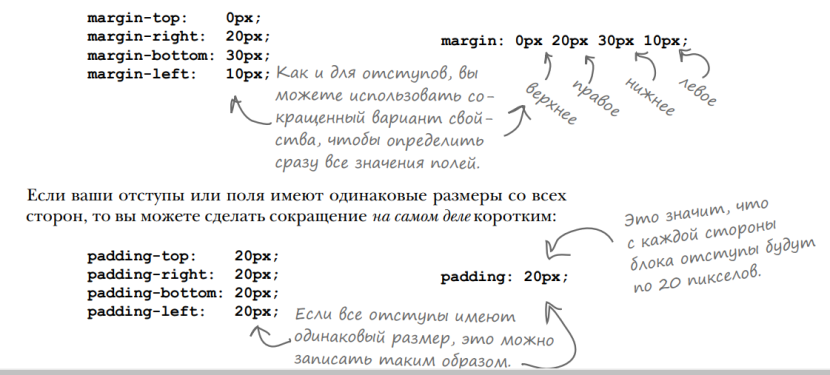 margin-top: 0px;
margin-right: 20px;
margin-bottom: 30px;
margin-left: 10px;
margin: 0px 20px 30px 10px;
верхнее
правое
нижнее
левое
Как и для отступов, вы
можете использовать со-
кращенный вариант свой-
ства, чтобы определить
сразу все значения полей.
Если ваши отступы или поля имеют одинаковые размеры со всех
сторон, то вы можете сделать сокращение на самом деле коротким:
padding-top: 20px;
padding-right: 20px;
padding-bottom: 20px;
padding-left: 20px;
padding: 20px;
Это значит, что
с каждой стороны
блока отступы будут
по 20 пикселов.
Если все отступы имеют
одинаковый размер, это можно
записать таким образом.